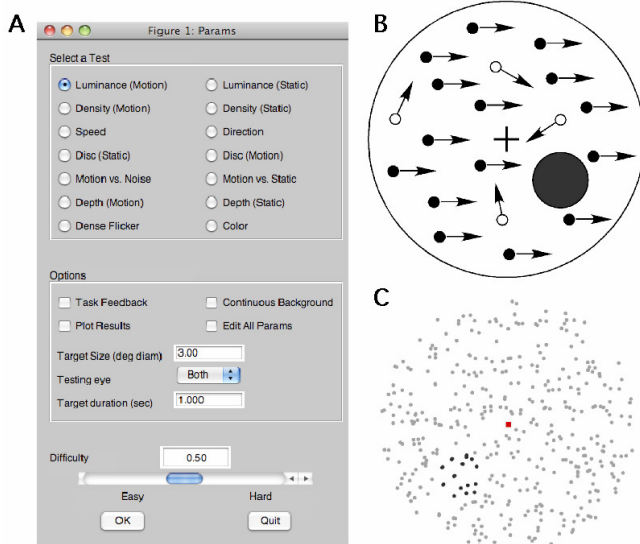 A
Figure 1: Params
Select a Test
Luminance (Motion) Luminance (Static)
Density (Motion) Density (Static)
Speed Direction
Disc (Static) Disc (Motion)
Motion vs. Noise Motion vs. Static
Depth (Motion) Depth (Static)
Dense Flicker Color
Options
Task Feedback Continuous Background
Plot Results Edit All Params
Target Size (deg diam) 3.00
Testing eye Both
Target duration (sec) 1.000
Difficulty 0.50
Easy Hard
OK Quit
B
C